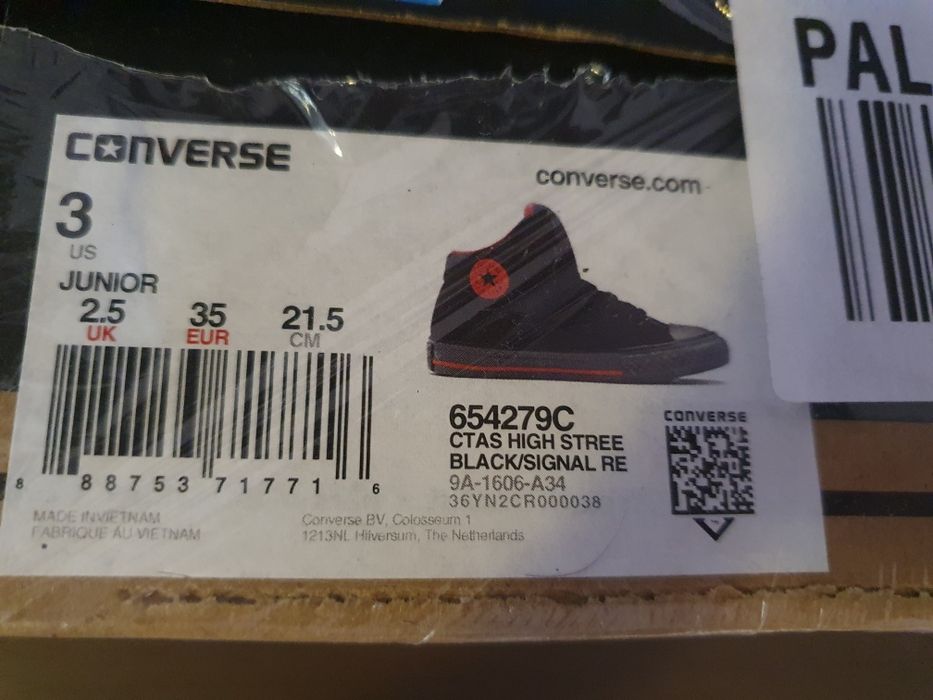 CONVERSE
converse.com
3
US
JUNIOR
2.5 35 21.5
UK EUR CM
8 88753 71771 6
MADE IN VIETNAM
FABRIQUE AU VIETNAM
654279C
CTAS HIGH STREE
BLACK/SIGNAL RE
9A-1606-A34
36YN2CR000038
Converse BV, Colosseum 1
1213NL Hilversum, The Netherlands
CONVERSE
PAL